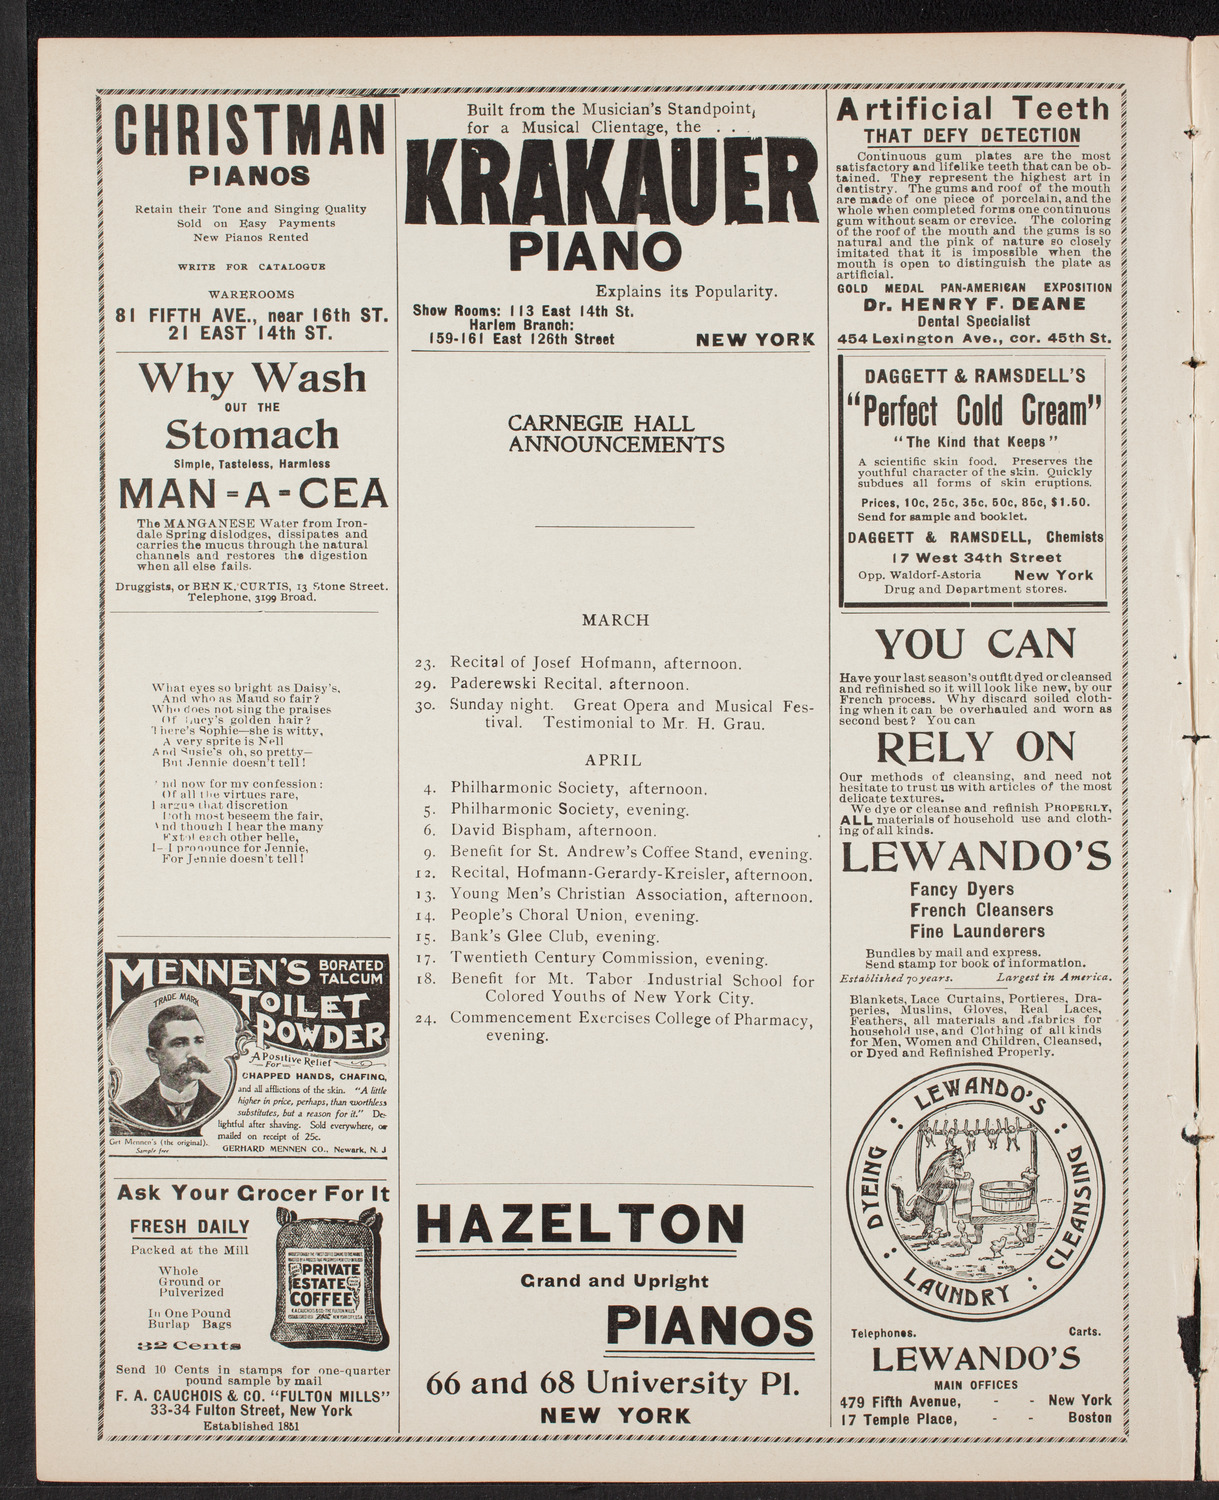 CHRISTMAN
PIANOS
Retain their Tone and Singing Quality
Sold on Easy Payments
New Pianos Rented
WRITE FOR CATALOGUE
WAREROOMS
81 FIFTH AVE., near 16th ST.
21 EAST 14th ST.
Why Wash
OUT THE
Stomach
Simple, Tasteless, Harmless
MAN-A-CEA
The MANGANESE Water from Iron-
dale Spring dislodges, dissipates and
carries the mucus through the natural
channels and restores the digestion
when all else fails.
Druggists, or BEN K. CURTIS, 13 Stone Street.
Telephone, 3199 Broad.
What eyes so bright as Daisy's,
And who as Maud so fair?
Who does not sing the praises
Of Lucy's golden hair?
There's Sophie—she is witty,
A very sprite is Nell
And Susie's oh, so pretty—
But Jennie doesn't tell!
nd now for my confession:
Of all the virtues rare,
I argue that discretion
Doth most beseem the fair,
And though I hear the many
Extol each other belle,
I—I pronounce for Jennie,
For Jennie doesn't tell!
MENNEN'S BORATED
TALCUM
TOILET
POWDER
TRADE MARK
A Positive Relief
For
CHAPPED HANDS, CHAFING,
and all afflictions of the skin. "A little
higher in price, perhaps, than worthless
substitutes, but a reason for it." De-
lightful after shaving. Sold everywhere, or
mailed on receipt of 25c.
Get Mennen's (the original).
Sample free
GERHARD MENNEN CO., Newark, N. J
Ask Your Grocer For It
FRESH DAILY
Packed at the Mill
Whole
Ground or
Pulverized
In One Pound
Burlap Bags
32 Cents
PRIVATE
ESTATE
COFFEE
Send 10 Cents in stamps for one-quarter
pound sample by mail
F. A. CAUCHOIS & CO. "FULTON MILLS"
33-34 Fulton Street, New York
Established 1851
Built from the Musician's Standpoint,
for a Musical Clientage, the . . .
KRAKAUER
PIANO
Explains its Popularity.
Show Rooms: 113 East 14th St.
Harlem Branch:
159-161 East 126th Street NEW YORK
CARNEGIE HALL
ANNOUNCEMENTS
MARCH
23. Recital of Josef Hofmann, afternoon.
29. Paderewski Recital, afternoon.
30. Sunday night. Great Opera and Musical Fes-
tival. Testimonial to Mr. H. Grau.
APRIL
4. Philharmonic Society, afternoon.
5. Philharmonic Society, evening.
6. David Bispham, afternoon.
9. Benefit for St. Andrew's Coffee Stand, evening.
12. Recital, Hofmann-Gerardy-Kreisler, afternoon.
13. Young Men's Christian Association, afternoon.
14. People's Choral Union, evening.
15. Bank's Glee Club, evening.
17. Twentieth Century Commission, evening.
18. Benefit for Mt. Tabor Industrial School for
Colored Youths of New York City.
24. Commencement Exercises College of Pharmacy,
evening.
HAZELTON
Grand and Upright
PIANOS
66 and 68 University Pl.
NEW YORK
Artificial Teeth
THAT DEFY DETECTION
Continuous gum plates are the most
satisfactory and lifelike teeth that can be ob-
tained. They represent the highest art in
dentistry. The gums and roof of the mouth
are made of one piece of porcelain, and the
whole when completed forms one continuous
gum without seam or crevice. The coloring
of the roof of the mouth and the gums is so
natural and the pink of nature so closely
imitated that it is impossible when the
mouth is open to distinguish the plate as
artificial.
GOLD MEDAL PAN-AMERICAN EXPOSITION
Dr. HENRY F. DEANE
Dental Specialist
454 Lexington Ave., cor. 45th St.
DAGGETT & RAMSDELL'S
"Perfect Cold Cream"
"The Kind that Keeps"
A scientific skin food. Preserves the
youthful character of the skin. Quickly
subdues all forms of skin eruptions.
Prices, 10c, 25c, 35c, 50c, 85c, $1.50.
Send for sample and booklet.
DAGGETT & RAMSDELL, Chemists
17 West 34th Street
Opp. Waldorf-Astoria New York
Drug and Department stores.
YOU CAN
Have your last season's outfit dyed or cleansed
and refinished so it will look like new, by our
French process. Why discard soiled cloth-
ing when it can be overhauled and worn as
second best? You can
RELY ON
Our methods of cleansing, and need not
hesitate to trust us with articles of the most
delicate textures.
We dye or cleanse and refinish PROPERLY,
ALL materials of household use and cloth-
ing of all kinds.
LEWANDO'S
Fancy Dyers
French Cleansers
Fine Launderers
Bundles by mail and express.
Send stamp for book of information.
Established 70 years. Largest in America.
Blankets, Lace Curtains, Portieres, Dra-
peries, Muslins, Gloves, Real Laces,
Feathers, all materials and fabrics for
household use, and Clothing of all kinds
for Men, Women and Children, Cleansed,
or Dyed and Refinished Properly.
LEWANDO'S
DYEING
CLEANSING
LAUNDRY
Telephones. Carts.
LEWANDO'S
MAIN OFFICES
479 Fifth Avenue, - - New York
17 Temple Place, - - Boston